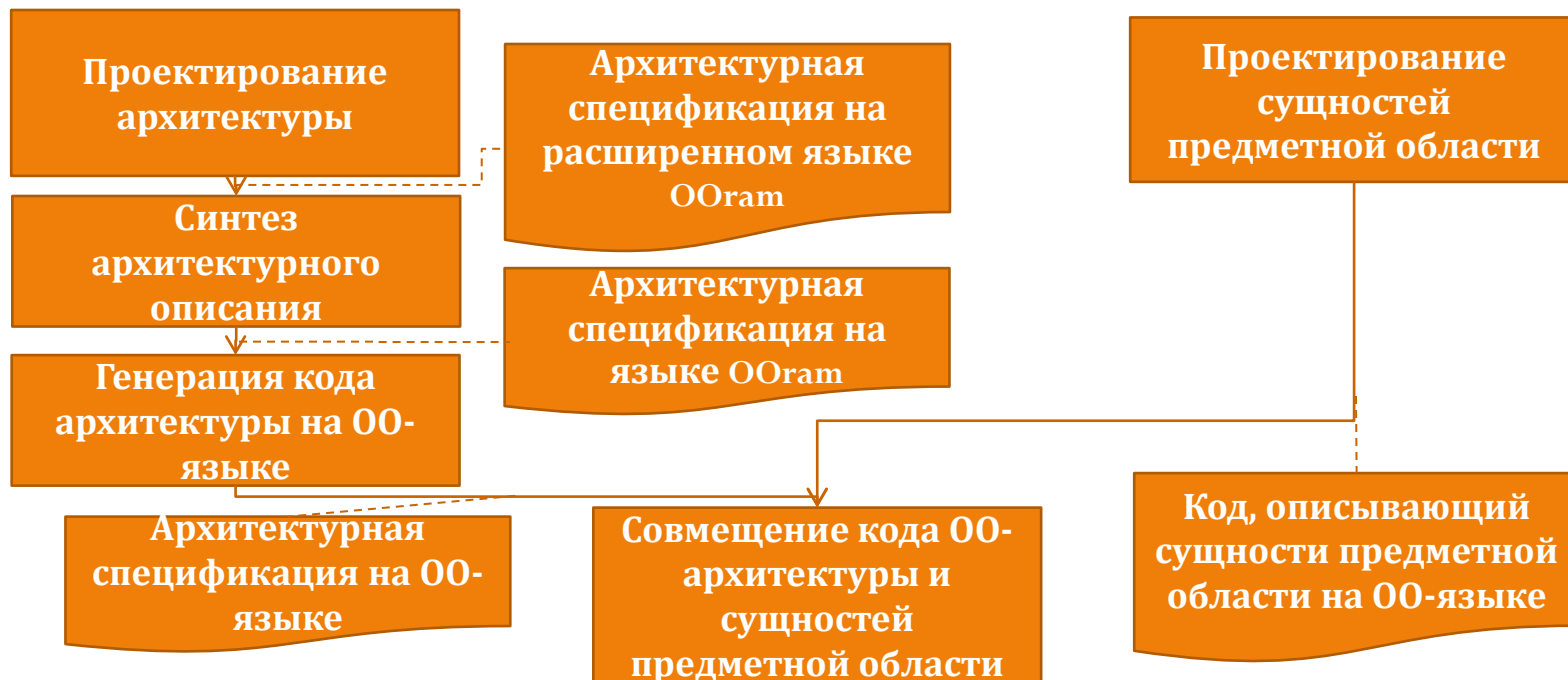 Проектирование
архитектуры
Архитектурная
спецификация на
расширенном языке
OOram
Проектирование
сущностей
предметной области
Синтез
архитектурного
описания
Архитектурная
спецификация на
языке OOram
Генерация кода
архитектуры на ОО-
языке
Архитектурная
спецификация на ОО-
языке
Совмещение кода ОО-
архитектуры и
сущностей
предметной области
Код, описывающий
сущности предметной
области на ОО-языке